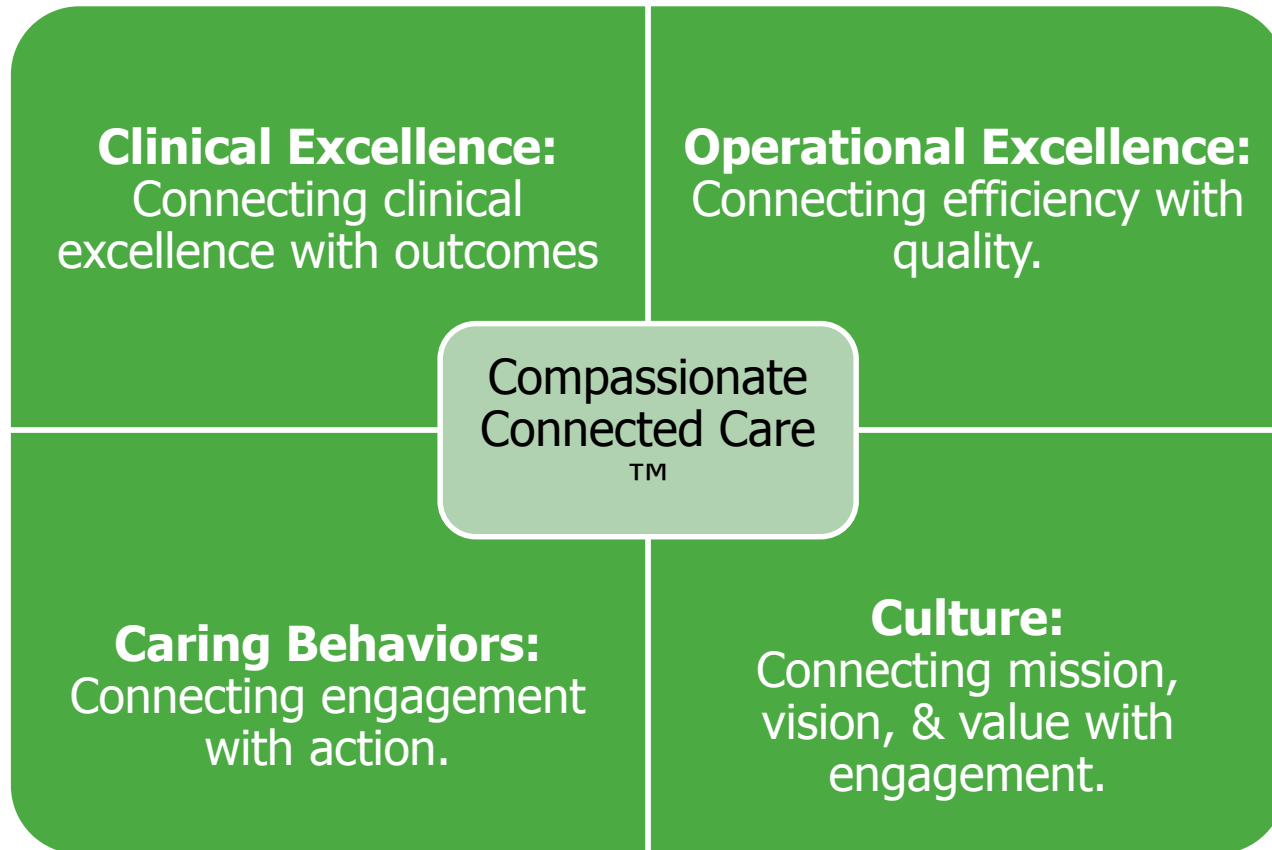 Clinical Excellence:
Connecting clinical
excellence with outcomes
Operational Excellence:
Connecting efficiency with
quality.
Compassionate
Connected Care
™
Caring Behaviors:
Connecting engagement
with action.
Culture:
Connecting mission,
vision, & value with
engagement.